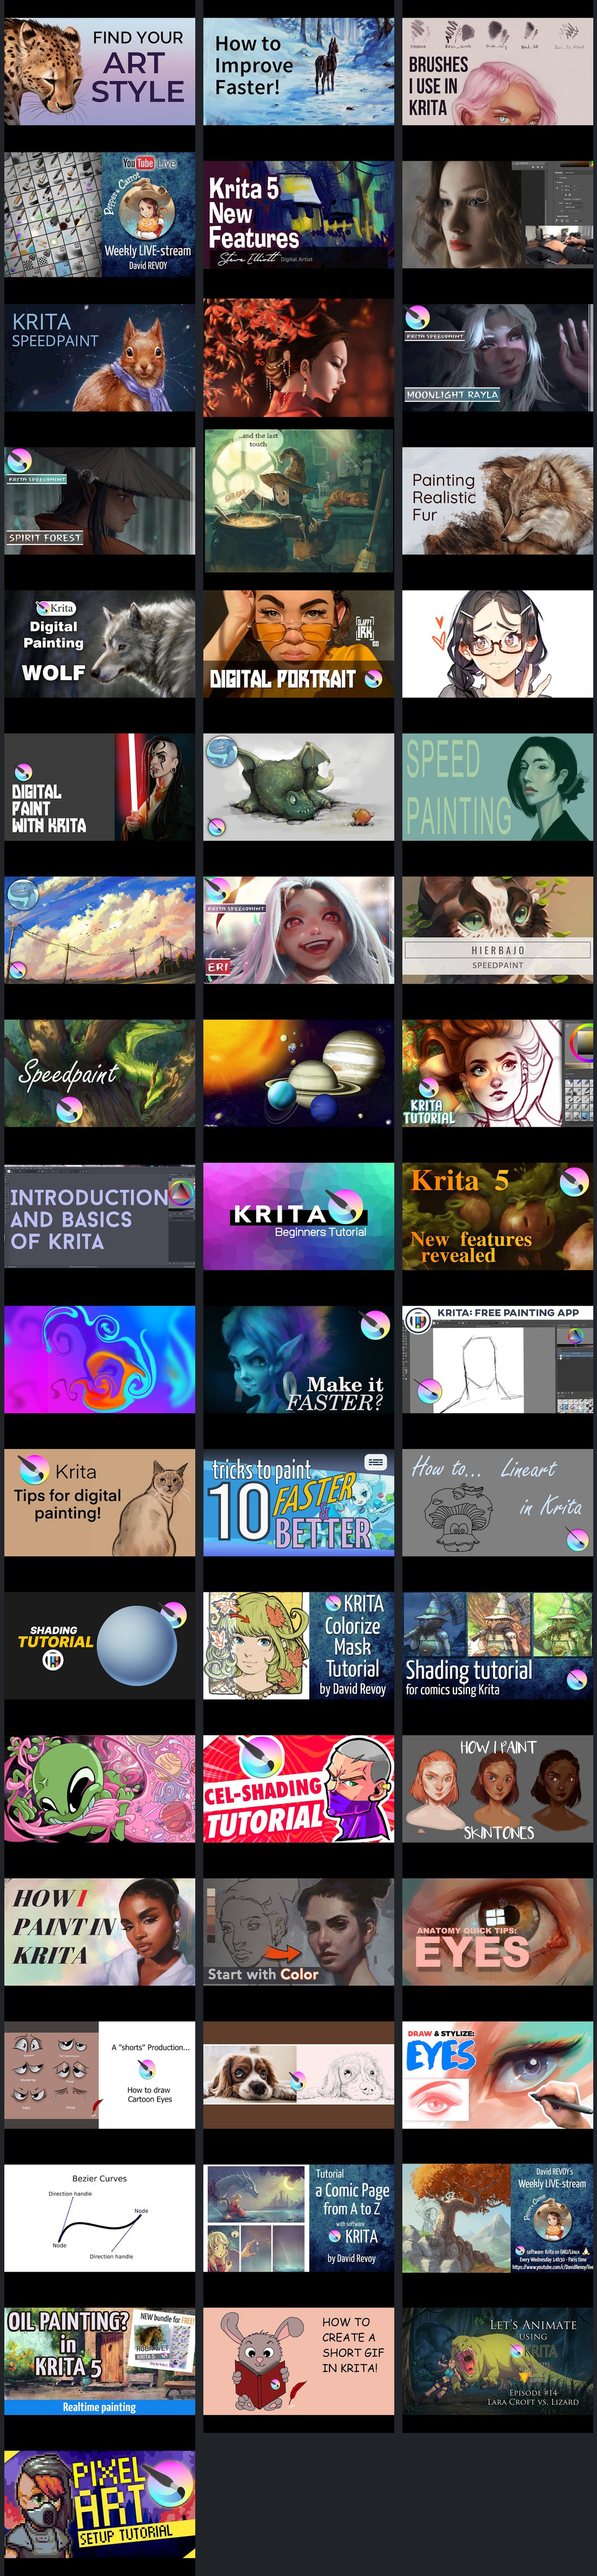 FIND YOUR
ART
STYLE
How to
Improve
Faster!
BRUSHES
I USE IN
KRITA
YouTube Live
Pepper & Carrot
Weekly LIVE-stream
David REVOY
Krita 5
New
Features
Steve Elliott Digital Artist
KRITA
SPEEDPAINT
KRITA SPEEDPAINT
MOONLIGHT RAYLA
KRITA SPEEDPAINT
SPIRIT FOREST
...and the last
touch
Painting
Realistic
Fur
Krita
Digital
Painting
WOLF
DIGITAL PORTRAIT
DIGITAL
PAINT
WITH KRITA
SPEED
PAINTING
KRITA SPEEDPAINT
ERI
HIERBAJO
SPEEDPAINT
Speedpaint
KRITA
TUTORIAL
INTRODUCTION
AND BASICS
OF KRITA
KRITA
Beginners Tutorial
Krita 5
New features
revealed
Make it
FASTER?
KRITA: FREE PAINTING APP
Krita
Tips for digital
painting!
tricks to paint
10 FASTER
&
BETTER
How to... Lineart
in Krita
SHADING
TUTORIAL
KRITA
Colorize
Mask
Tutorial
by David Revoy
Shading tutorial
for comics using Krita
CEL-SHADING
TUTORIAL
HOW I PAINT
SKINTONES
HOW I
PAINT IN
KRITA
Start with Color
ANATOMY QUICK TIPS:
EYES
A "shorts" Production...
How to draw
Cartoon Eyes
DRAW & STYLIZE:
EYES
Bezier Curves
Direction handle
Node
Node
Direction handle
Tutorial
a Comic Page
from A to Z
with software
KRITA
by David Revoy
David REVOY's
Weekly LIVE-stream
Pepper & Carrot
software: Krita on GNU/Linux
Every Wednesday 14h30 - Paris time
OIL PAINTING?
in
KRITA 5
NEW bundle for FREE!
Realtime painting
HOW TO
CREATE A
SHORT GIF
IN KRITA!
LET'S ANIMATE
USING
KRITA
EPISODE #14
LARA CROFT VS. LIZARD
PIXEL
ART
SETUP TUTORIAL